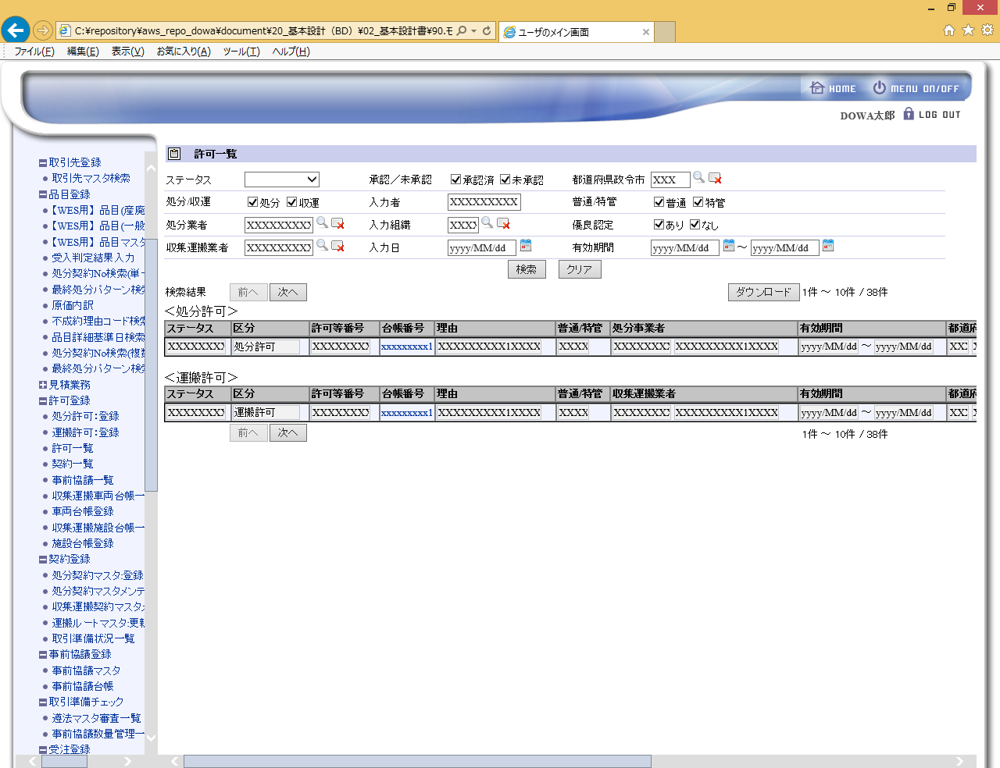 C:¥repository¥aws_repo_dowa¥document¥20_基本設計（BD）¥02_基本設計書¥90.モ
ユーザのメイン画面
ファイル(F) 編集(E) 表示(V) お気に入り(A) ツール(T) ヘルプ(H)
HOME MENU ON/OFF
DOWA太郎 LOG OUT
取引先登録
取引先マスタ検索
品目登録
【WES用】品目(産廃
【WES用】品目(一般
【WES用】品目マスタ
受入判定結果入力
処分契約No検索(単一
最終処分パターン検索
原価内訳
不成約理由コード検索
品目詳細基準日検索
処分契約No検索(複数
最終処分パターン検索
見積業務
許可登録
処分許可:登録
運搬許可:登録
許可一覧
契約一覧
事前協議一覧
収集運搬車両台帳一
車両台帳登録
収集運搬施設台帳一
施設台帳登録
契約登録
処分契約マスタ:登録
処分契約マスタメンテ
収集運搬契約マスタメ
運搬ルートマスタ:更新
取引準備状況一覧
事前協議登録
事前協議マスタ
事前協議台帳
取引準備チェック
遵法マスタ審査一覧
事前協議数量管理一
受注登録
許可一覧
ステータス 承認／未承認 承認済 未承認 都道府県政令市 XXX
処分/収運 処分 収運 入力者 XXXXXXXXX 普通/特管 普通 特管
処分業者 XXXXXXXXX 入力組織 XXXX 優良認定 あり なし
収集運搬業者 XXXXXXXXX 入力日 yyyy/MM/dd 有効期間 yyyy/MM/dd ～ yyyy/MM/dd
検索 クリア
検索結果 前へ 次へ ダウンロード 1件 ～ 10件 / 38件
＜処分許可＞
ステータス 区分 許可等番号 台帳番号 理由 普通/特管 処分事業者 有効期間 都道府
XXXXXXXX 処分許可 XXXXXXXX xxxxxxxxx1 XXXXXXXXX1XXXX XXXX XXXXXXXX XXXXXXXXX1XXXX yyyy/MM/dd ～ yyyy/MM/dd XXX X
＜運搬許可＞
ステータス 区分 許可等番号 台帳番号 理由 普通/特管 収集運搬業者 有効期間 都道府
XXXXXXXX 運搬許可 XXXXXXXX xxxxxxxxx1 XXXXXXXXX1XXXX XXXX XXXXXXXX XXXXXXXXX1XXXX yyyy/MM/dd ～ yyyy/MM/dd XXX X
前へ 次へ 1件 ～ 10件 / 38件